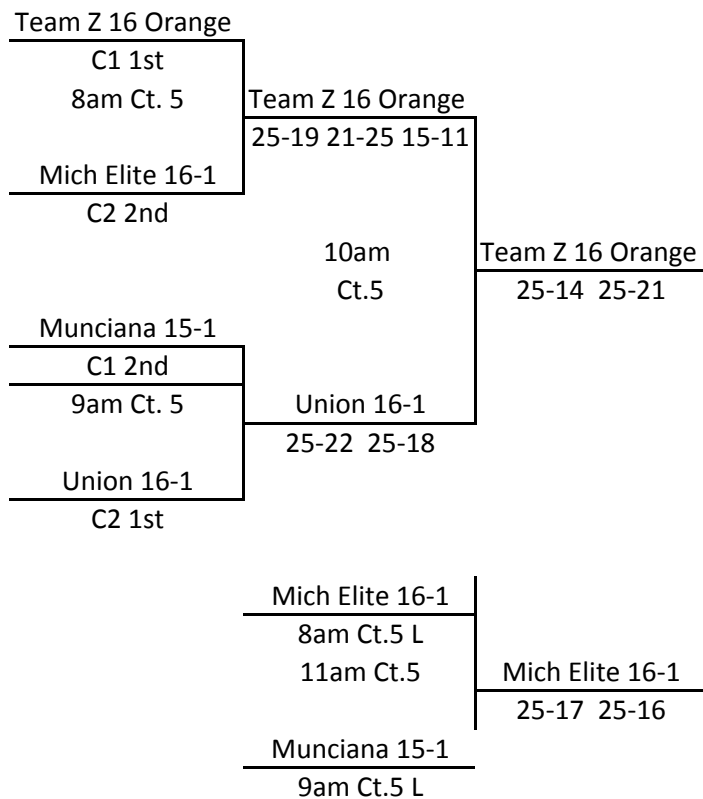 Team Z 16 Orange
C1 1st
8am Ct. 5
Team Z 16 Orange
25-19 21-25 15-11
Mich Elite 16-1
C2 2nd
10am
Ct.5
Team Z 16 Orange
25-14 25-21
Munciana 15-1
C1 2nd
9am Ct. 5
Union 16-1
25-22 25-18
Union 16-1
C2 1st
Mich Elite 16-1
8am Ct.5 L
11am Ct.5
Mich Elite 16-1
25-17 25-16
Munciana 15-1
9am Ct.5 L